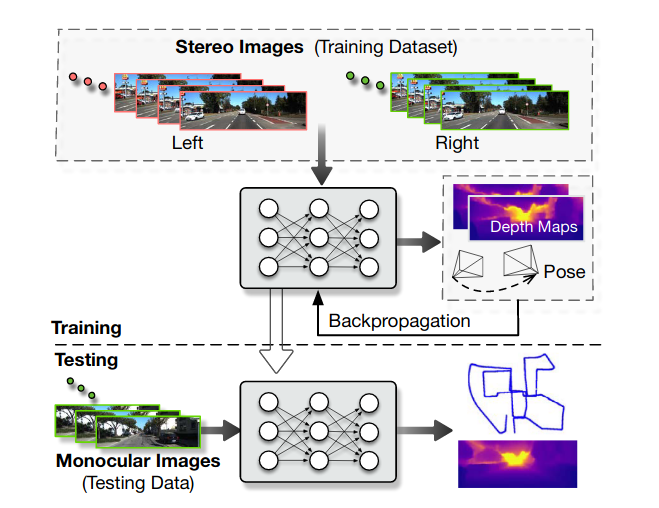 Stereo Images (Training Dataset)
Left
Right
Depth Maps
Pose
Backpropagation
Training
Testing
Monocular Images
(Testing Data)